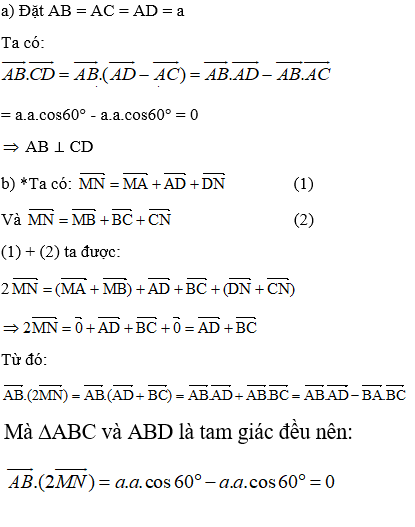 a) Đặt AB = AC = AD = a
Ta có:
$\overrightarrow{AB}.\overrightarrow{CD} = \overrightarrow{AB}.(\overrightarrow{AD} - \overrightarrow{AC}) = \overrightarrow{AB}.\overrightarrow{AD} - \overrightarrow{AB}.\overrightarrow{AC}$
= a.a.cos60° - a.a.cos60° = 0
⇒ AB ⊥ CD
b) *Ta có: $\overrightarrow{MN} = \overrightarrow{MA} + \overrightarrow{AD} + \overrightarrow{DN}$ (1)
Và $\overrightarrow{MN} = \overrightarrow{MB} + \overrightarrow{BC} + \overrightarrow{CN}$ (2)
(1) + (2) ta được:
$2\overrightarrow{MN} = (\overrightarrow{MA} + \overrightarrow{MB}) + \overrightarrow{AD} + \overrightarrow{BC} + (\overrightarrow{DN} + \overrightarrow{CN})$
$\Rightarrow 2\overrightarrow{MN} = \vec{0} + \overrightarrow{AD} + \overrightarrow{BC} + \vec{0} = \overrightarrow{AD} + \overrightarrow{BC}$
Từ đó:
$\overrightarrow{AB}.(2\overrightarrow{MN}) = \overrightarrow{AB}.(\overrightarrow{AD} + \overrightarrow{BC}) = \overrightarrow{AB}.\overrightarrow{AD} + \overrightarrow{AB}.\overrightarrow{BC} = \overrightarrow{AB}.\overrightarrow{AD} - \overrightarrow{BA}.\overrightarrow{BC}$
Mà ΔABC và ABD là tam giác đều nên:
$\overrightarrow{AB}.(2\overrightarrow{MN}) = a.a.\cos 60° - a.a.\cos 60° = 0$